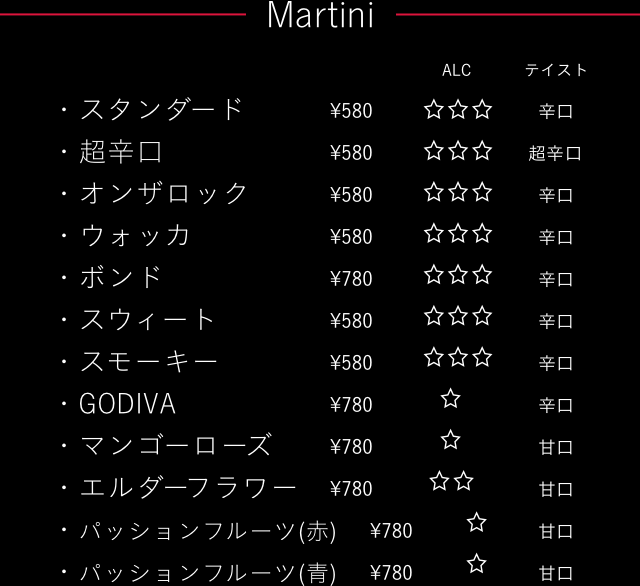 Martini
ALC テイスト
・スタンダード ¥580 ☆☆☆ 辛口
・超辛口 ¥580 ☆☆☆ 超辛口
・オンザロック ¥580 ☆☆☆ 辛口
・ウォッカ ¥580 ☆☆☆ 辛口
・ボンド ¥780 ☆☆☆ 辛口
・スウィート ¥580 ☆☆☆ 辛口
・スモーキー ¥580 ☆☆☆ 辛口
・GODIVA ¥780 ☆ 辛口
・マンゴーローズ ¥780 ☆ 甘口
・エルダーフラワー ¥780 ☆☆ 甘口
・パッションフルーツ(赤) ¥780 ☆ 甘口
・パッションフルーツ(青) ¥780 ☆ 甘口